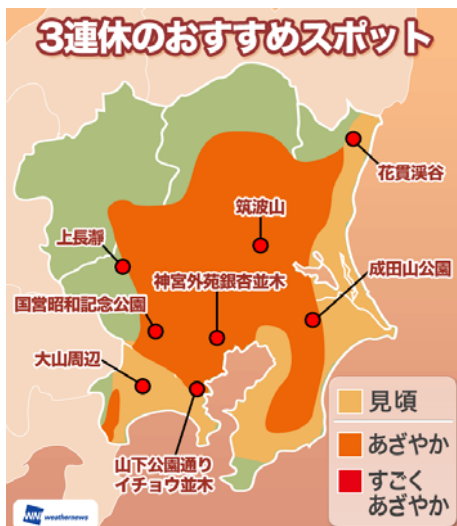 3連休のおすすめスポット
花貫渓谷
筑波山
上長瀞
神宮外苑銀杏並木
成田山公園
国営昭和記念公園
大山周辺
山下公園通り
イチョウ並木
見頃
あざやか
すごく
あざやか
WNI weathernews